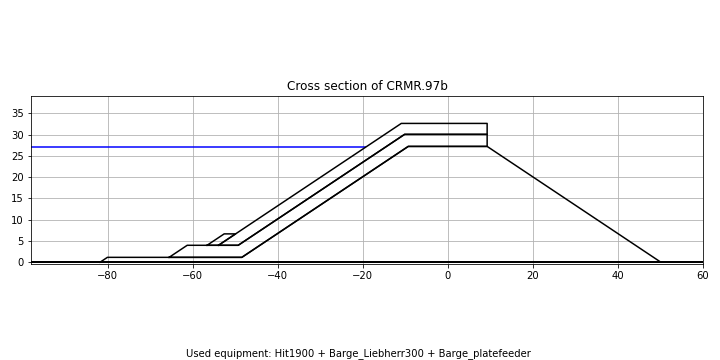 Cross section of CRMR.97b
35
30
25
20
15
10
5
0
−80 −60 −40 −20 0 20 40 60
Used equipment: Hit1900 + Barge_Liebherr300 + Barge_platefeeder